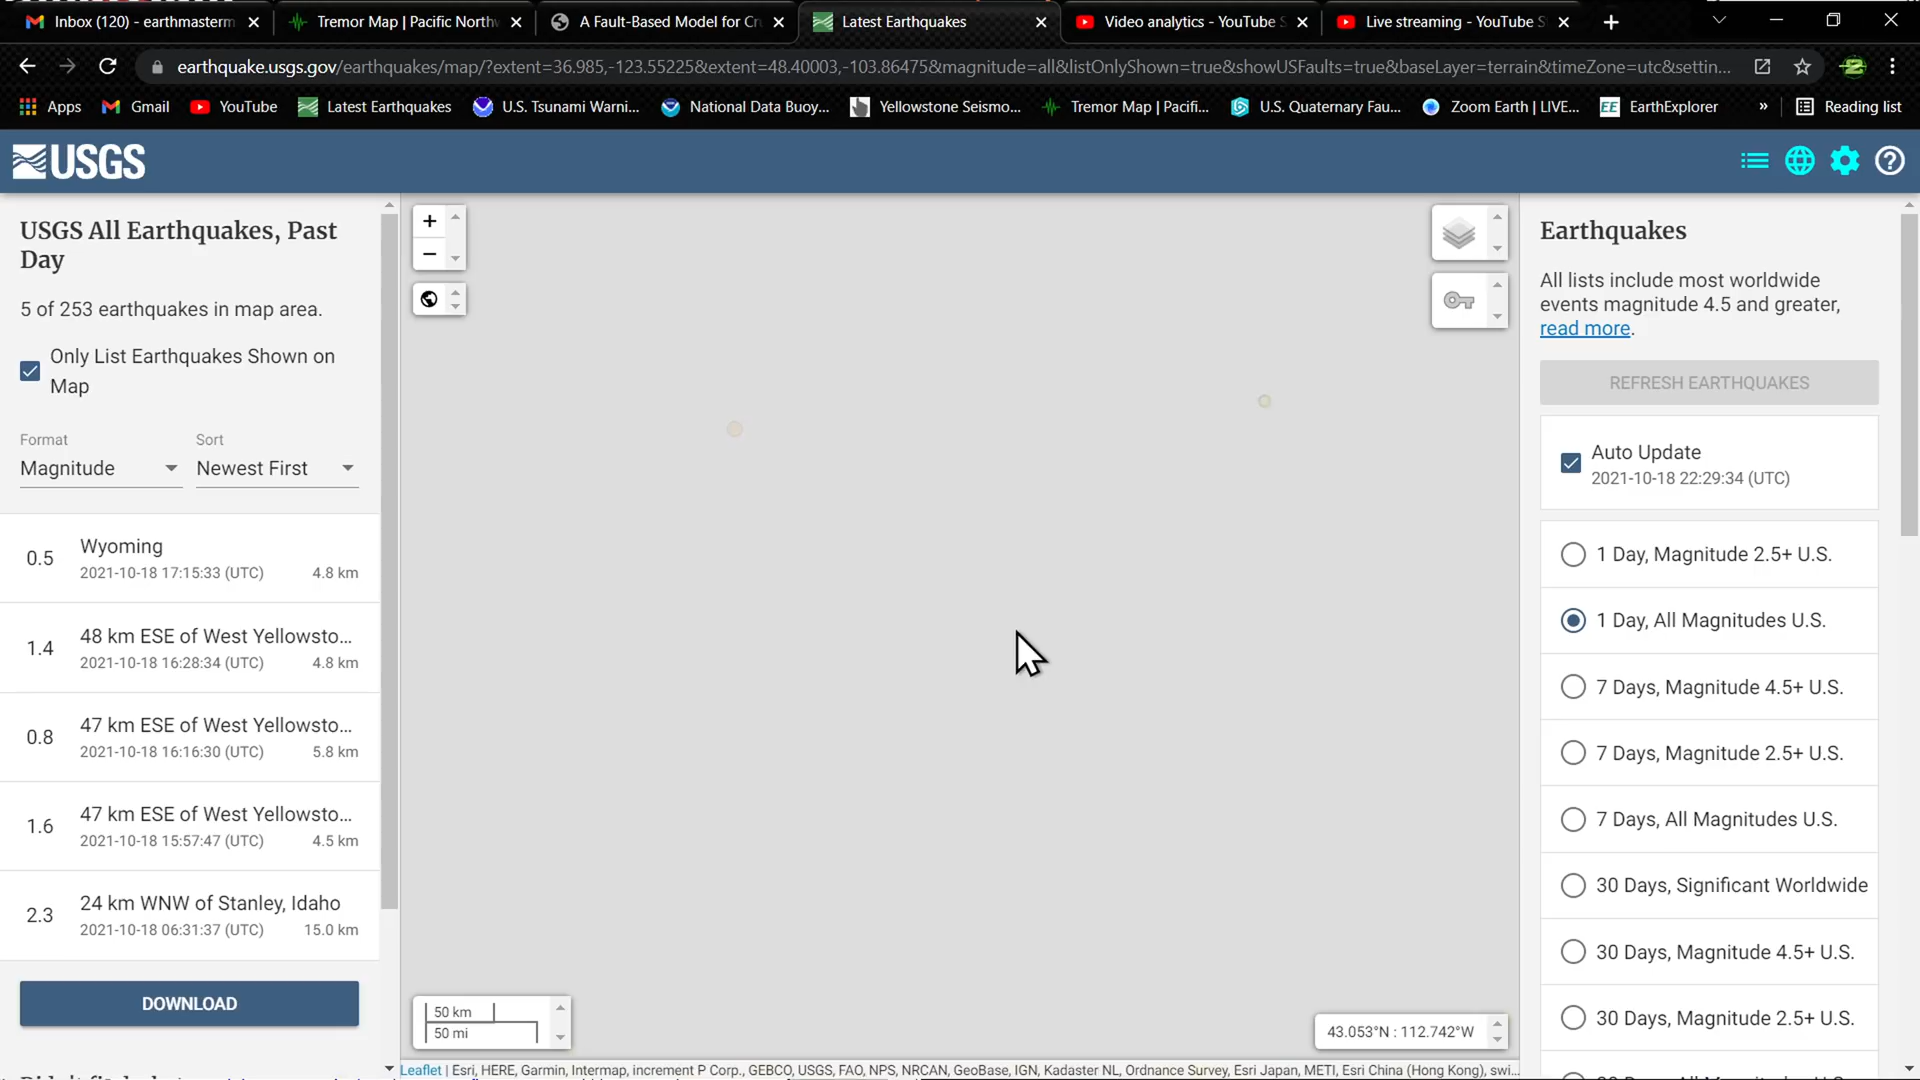 Inbox (120) - earthmasterm
Tremor Map | Pacific Northw
A Fault-Based Model for Cru
Latest Earthquakes
Video analytics - YouTube S
Live streaming - YouTube S
earthquake.usgs.gov/earthquakes/map/?extent=36.985,-123.55225&extent=48.40003,-103.86475&magnitude=all&listOnlyShown=true&showUSFaults=true&baseLayer=terrain&timeZone=utc&settin...
Apps
Gmail
YouTube
Latest Earthquakes
U.S. Tsunami Warni...
National Data Buoy...
Yellowstone Seismo...
Tremor Map | Pacifi...
U.S. Quaternary Fau...
Zoom Earth | LIVE...
EE EarthExplorer
»
Reading list
USGS
USGS All Earthquakes, Past
Day
5 of 253 earthquakes in map area.
Only List Earthquakes Shown on
Map
Format
Magnitude
Sort
Newest First
0.5
Wyoming
2021-10-18 17:15:33 (UTC) 4.8 km
1.4
48 km ESE of West Yellowsto...
2021-10-18 16:28:34 (UTC) 4.8 km
0.8
47 km ESE of West Yellowsto...
2021-10-18 16:16:30 (UTC) 5.8 km
1.6
47 km ESE of West Yellowsto...
2021-10-18 15:57:47 (UTC) 4.5 km
2.3
24 km WNW of Stanley, Idaho
2021-10-18 06:31:37 (UTC) 15.0 km
DOWNLOAD
+
−
50 km
50 mi
43.053°N : 112.742°W
Leaflet | Esri, HERE, Garmin, Intermap, increment P Corp., GEBCO, USGS, FAO, NPS, NRCAN, GeoBase, IGN, Kadaster NL, Ordnance Survey, Esri Japan, METI, Esri China (Hong Kong), swi...
Earthquakes
All lists include most worldwide
events magnitude 4.5 and greater,
read more.
REFRESH EARTHQUAKES
Auto Update
2021-10-18 22:29:34 (UTC)
1 Day, Magnitude 2.5+ U.S.
1 Day, All Magnitudes U.S.
7 Days, Magnitude 4.5+ U.S.
7 Days, Magnitude 2.5+ U.S.
7 Days, All Magnitudes U.S.
30 Days, Significant Worldwide
30 Days, Magnitude 4.5+ U.S.
30 Days, Magnitude 2.5+ U.S.